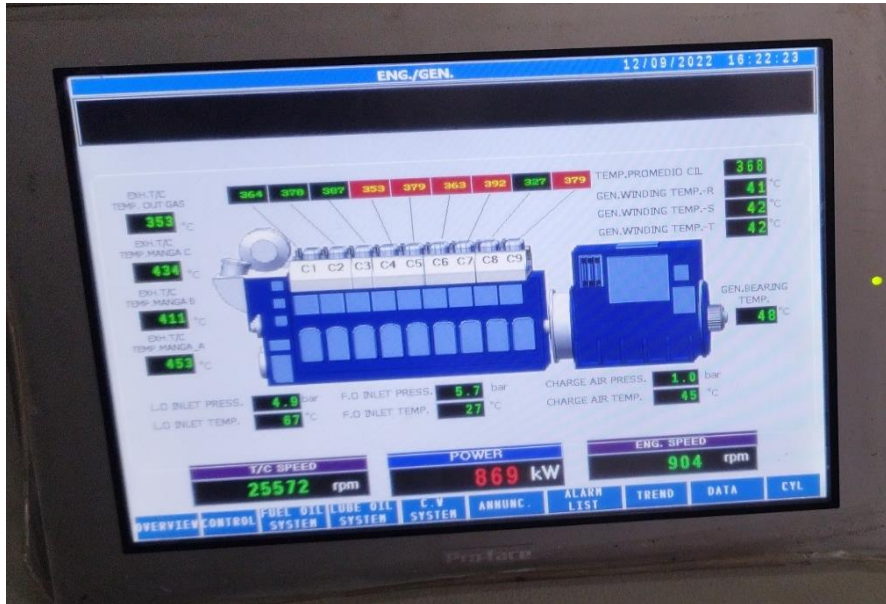 ENG./GEN.
12/09/2022 16:22:23
364 378 387 353 379 363 392 327 379
TEMP.PROMEDIO CIL 368
GEN.WINDING TEMP.-R 41 °C
GEN.WINDING TEMP.-S 42 °C
GEN.WINDING TEMP.-T 42 °C
EXH.T/C
TEMP. OUT GAS
353 °C
EXH.T/C
TEMP.MANGA C
434 °C
EXH.T/C
TEMP.MANGA B
411 °C
EXH.T/C
TEMP.MANGA_A
453 °C
C1 C2 C3 C4 C5 C6 C7 C8 C9
GEN.BEARING
TEMP.
48 °C
L.O INLET PRESS. 4.9 bar
L.O INLET TEMP. 67 °C
F.O INLET PRESS. 5.7 bar
F.O INLET TEMP. 27 °C
CHARGE AIR PRESS. 1.0 bar
CHARGE AIR TEMP. 45 °C
T/C SPEED
25572 rpm
POWER
869 kW
ENG. SPEED
904 rpm
OVERVIEW
CONTROL
FUEL OIL
SYSTEM
LUBE OIL
SYSTEM
C.W
SYSTEM
ANNUNC.
ALARM
LIST
TREND
DATA
CYL
Pro-face